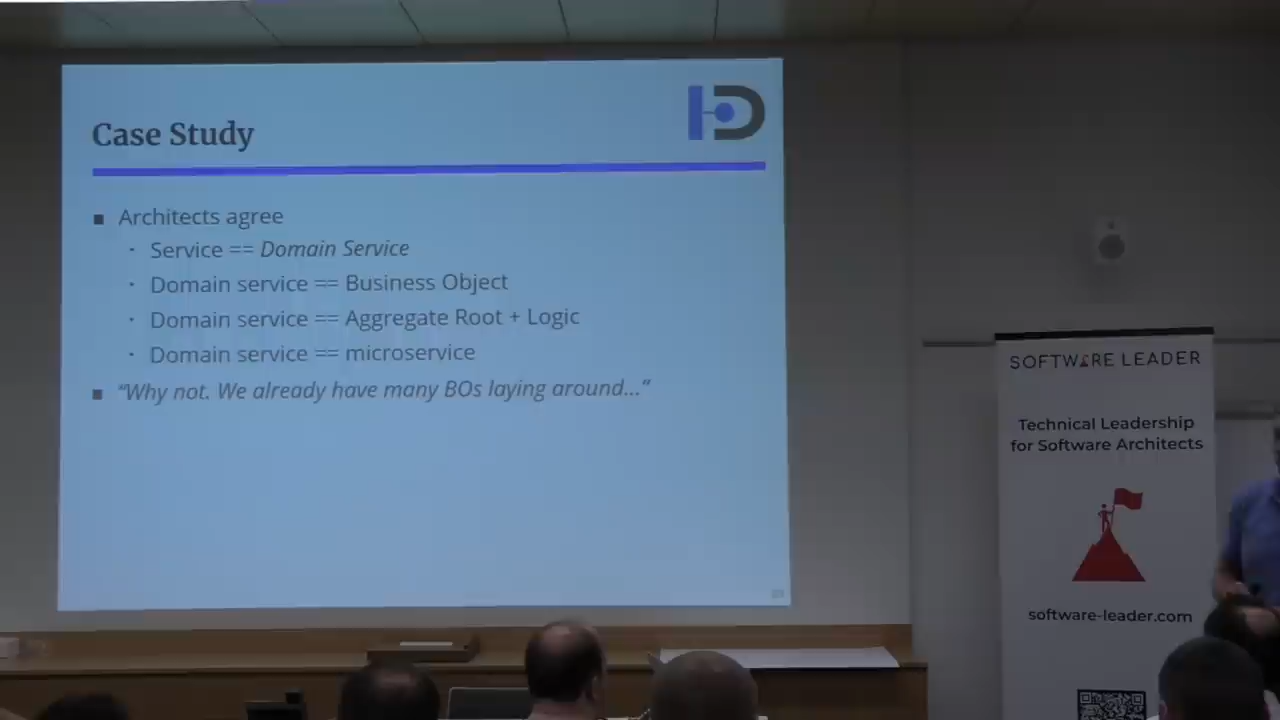 Case Study
Architects agree
Service == Domain Service
Domain service == Business Object
Domain service == Aggregate Root + Logic
Domain service == microservice
“Why not. We already have many BOs laying around...”
SOFTWARE LEADER
Technical Leadership
for Software Architects
software-leader.com